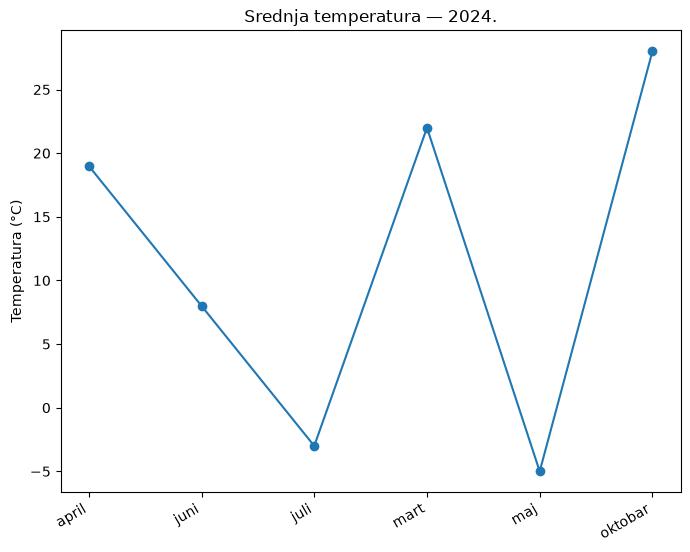 Srednja temperatura — 2024.
Temperatura (°C)
25
20
15
10
5
0
−5
april
juni
juli
mart
maj
oktobar